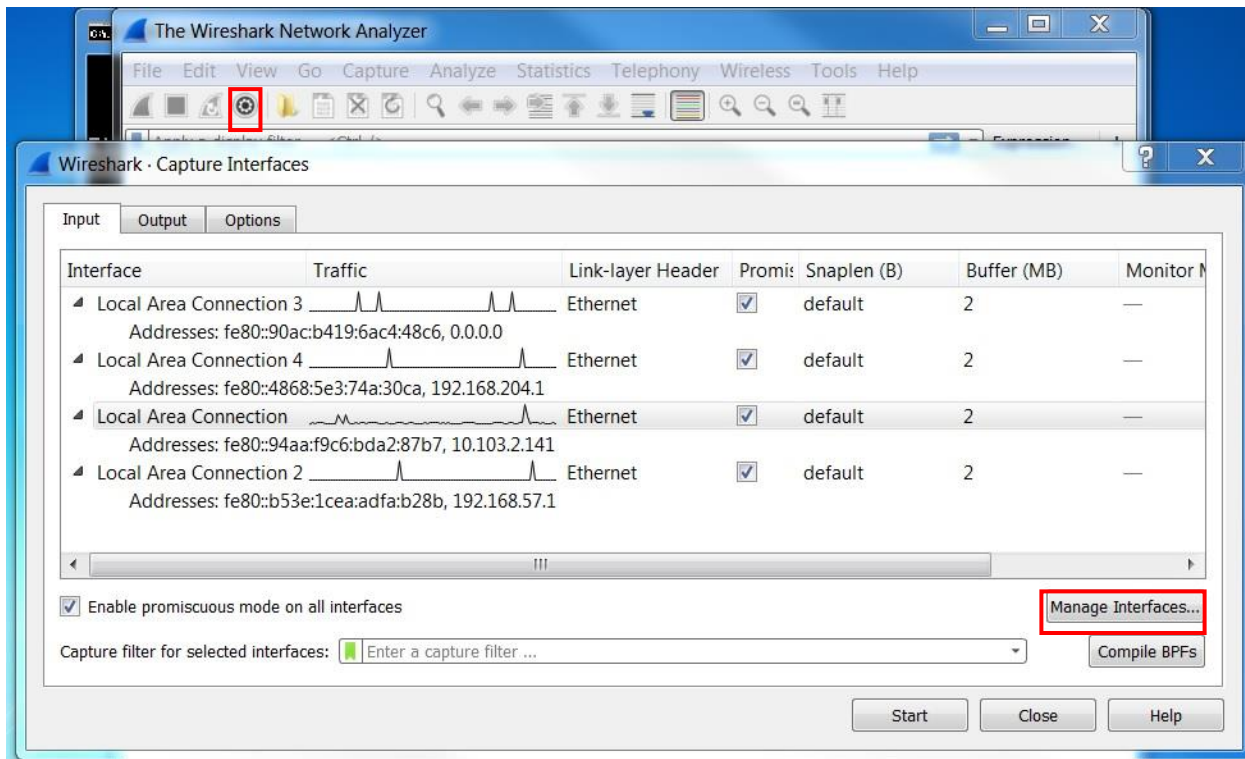 The Wireshark Network Analyzer
File Edit View Go Capture Analyze Statistics Telephony Wireless Tools Help
Wireshark · Capture Interfaces
Input Output Options
Interface Traffic Link-layer Header Promis Snaplen (B) Buffer (MB) Monitor M
Local Area Connection 3 Ethernet default 2 —
Addresses: fe80::90ac:b419:6ac4:48c6, 0.0.0.0
Local Area Connection 4 Ethernet default 2 —
Addresses: fe80::4868:5e3:74a:30ca, 192.168.204.1
Local Area Connection Ethernet default 2 —
Addresses: fe80::94aa:f9c6:bda2:87b7, 10.103.2.141
Local Area Connection 2 Ethernet default 2 —
Addresses: fe80::b53e:1cea:adfa:b28b, 192.168.57.1
Enable promiscuous mode on all interfaces
Manage Interfaces...
Capture filter for selected interfaces: Enter a capture filter ...
Compile BPFs
Start Close Help